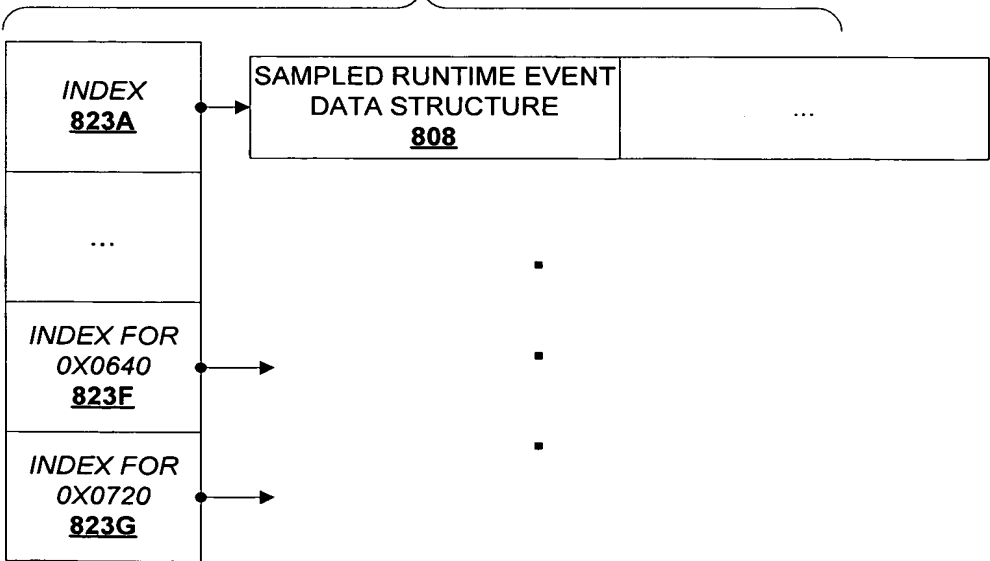 INDEX
823A
SAMPLED RUNTIME EVENT
DATA STRUCTURE
808
...
...
INDEX FOR
0X0640
823F
INDEX FOR
0X0720
823G